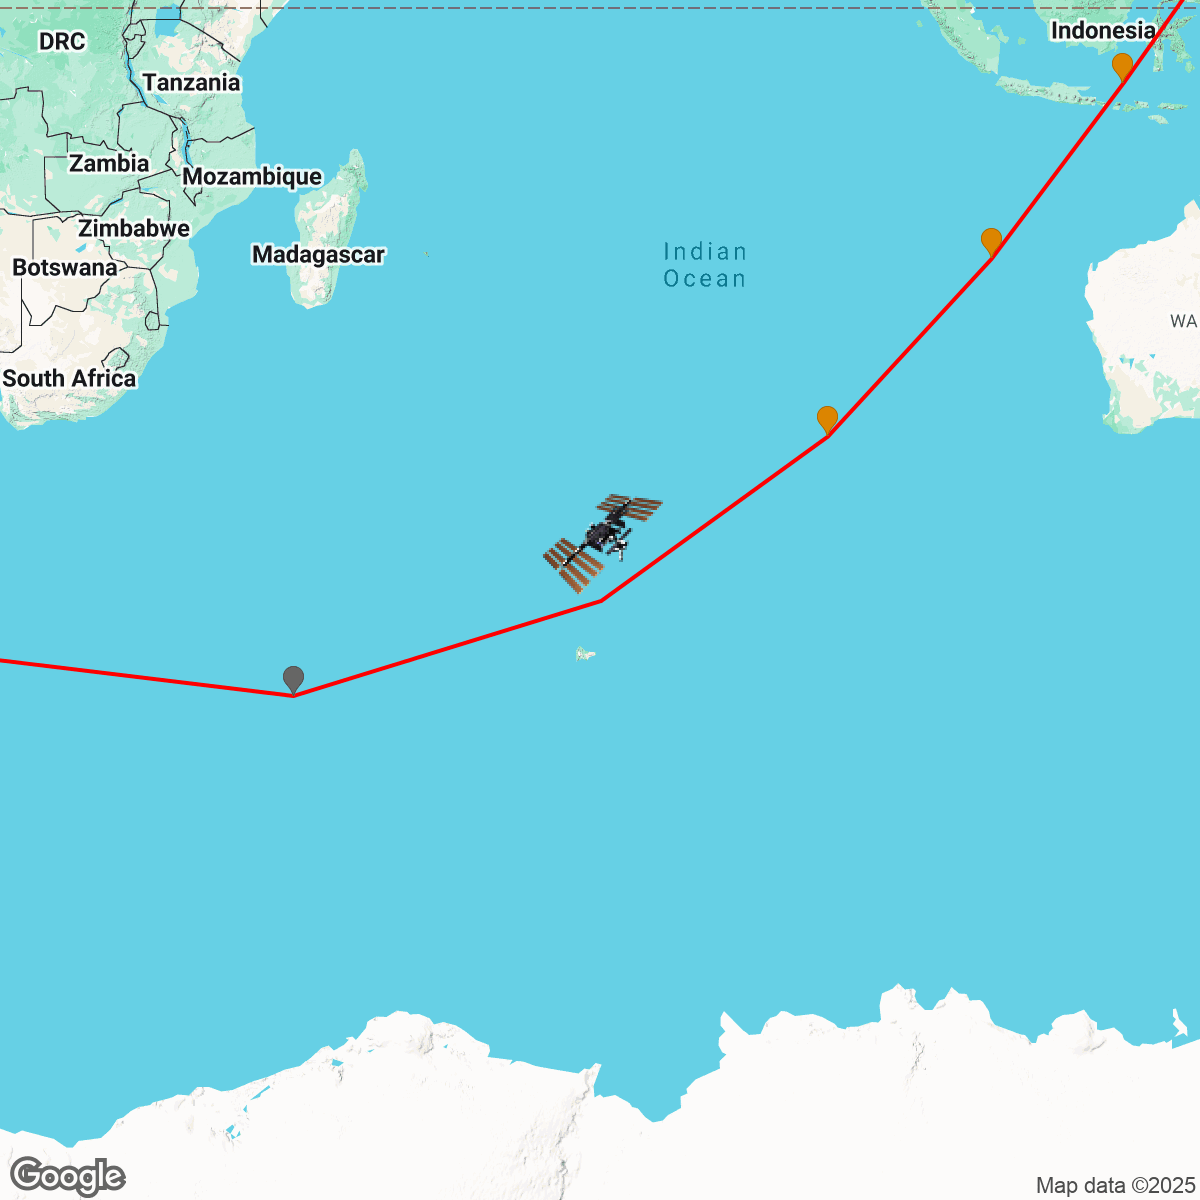 DRC
Indonesia
Tanzania
Zambia
Mozambique
Zimbabwe
Madagascar
Indian
Ocean
Botswana
WA
South Africa
Google
Map data ©2025